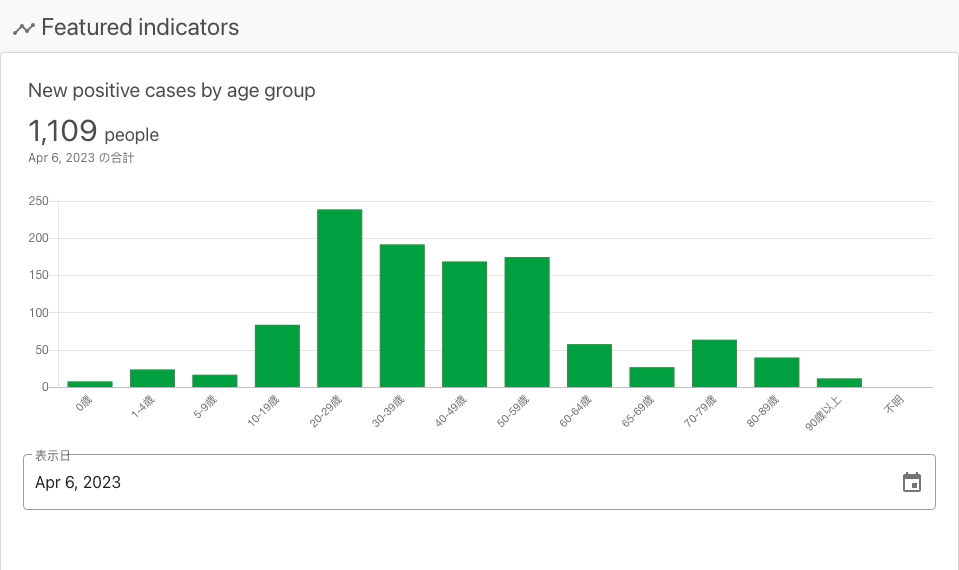 Featured indicators
New positive cases by age group
1,109 people
Apr 6, 2023 の合計
250
200
150
100
50
0
0歳
1-4歳
5-9歳
10-19歳
20-29歳
30-39歳
40-49歳
50-59歳
60-64歳
65-69歳
70-79歳
80-89歳
90歳以上
不明
表示日
Apr 6, 2023